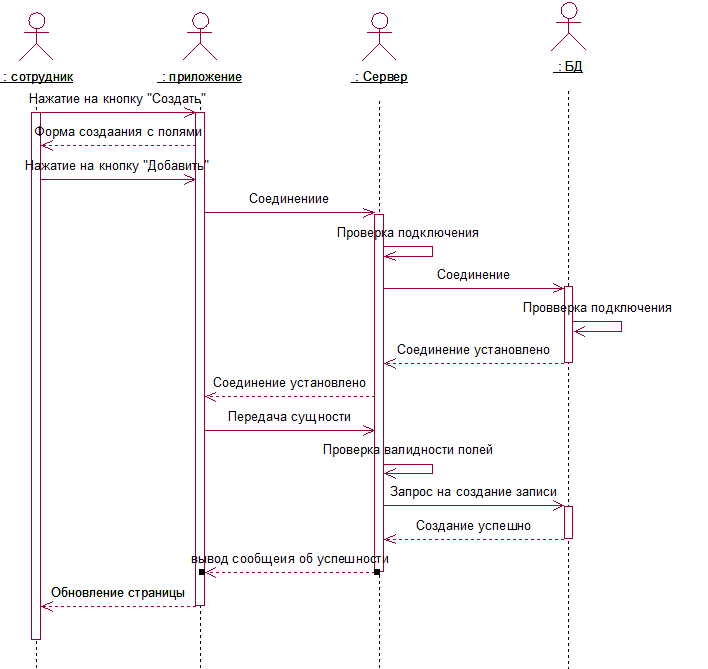 : сотрудник
: приложение
: Сервер
: БД
Нажатие на кнопку "Создать"
Форма создаания с полями
Нажатие на кнопку "Добавить"
Соединениие
Проверка подключения
Соединение
Провверка подключения
Соединение установлено
Соединение установлено
Передача сущности
Проверка валидности полей
Запрос на создание записи
Создание успешно
вывод сообщеия об успешности
Обновление страницы